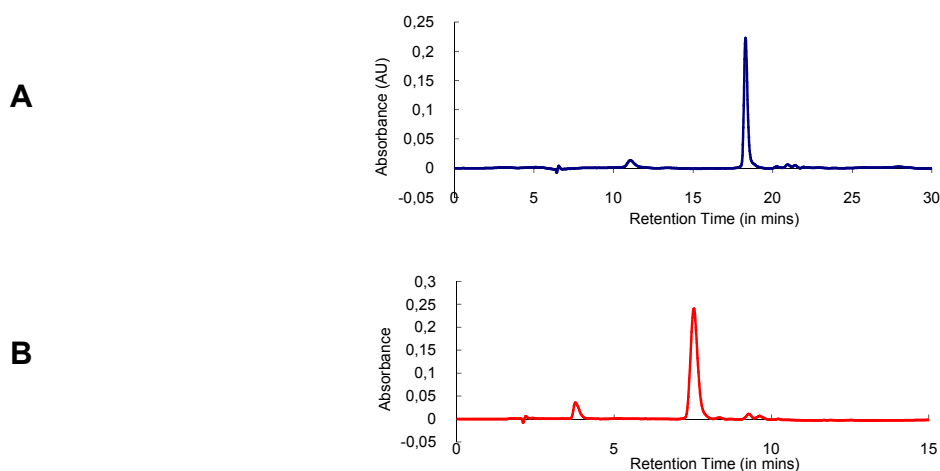 A
Absorbance (AU)
0,25
0,2
0,15
0,1
0,05
0
-0,05
0 5 10 15 20 25 30
Retention Time (in mins)
B
Absorbance
0,3
0,25
0,2
0,15
0,1
0,05
0
-0,05
0 5 10 15
Retention Time (in mins)